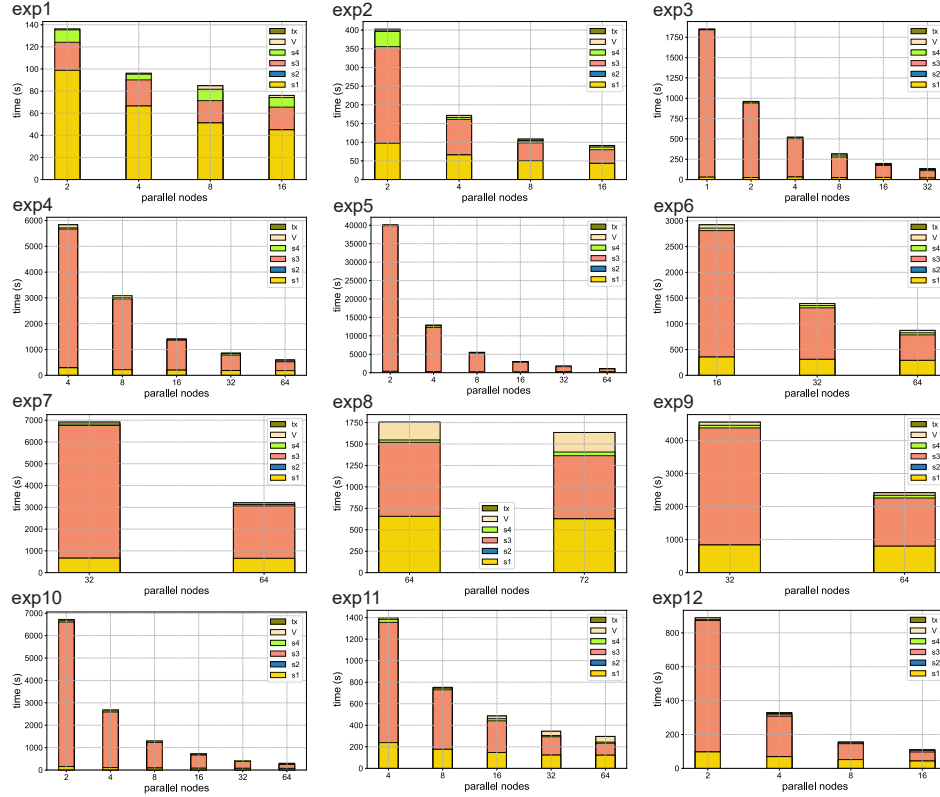 exp1
exp2
exp3
140
120
100
80
60
40
20
0
time (s)
tx
V
s4
s3
s2
s1
2 4 8 16
parallel nodes
400
350
300
250
200
150
100
50
0
time (s)
tx
V
s4
s3
s2
s1
2 4 8 16
parallel nodes
1750
1500
1250
1000
750
500
250
0
time (s)
tx
V
s4
s3
s2
s1
1 2 4 8 16 32
parallel nodes
exp4
exp5
exp6
6000
5000
4000
3000
2000
1000
0
time (s)
tx
V
s4
s3
s2
s1
4 8 16 32 64
parallel nodes
40000
35000
30000
25000
20000
15000
10000
5000
0
time (s)
tx
V
s4
s3
s2
s1
2 4 8 16 32 64
parallel nodes
3000
2500
2000
1500
1000
500
0
time (s)
tx
V
s4
s3
s2
s1
16 32 64
parallel nodes
exp7
exp8
exp9
7000
6000
5000
4000
3000
2000
1000
0
time (s)
tx
V
s4
s3
s2
s1
32 64
parallel nodes
1750
1500
1250
1000
750
500
250
0
time (s)
tx
V
s4
s3
s2
s1
64 72
parallel nodes
4000
3000
2000
1000
0
time (s)
tx
V
s4
s3
s2
s1
32 64
parallel nodes
exp10
exp11
exp12
7000
6000
5000
4000
3000
2000
1000
0
time (s)
tx
V
s4
s3
s2
s1
2 4 8 16 32 64
parallel nodes
1400
1200
1000
800
600
400
200
0
time (s)
tx
V
s4
s3
s2
s1
4 8 16 32 64
parallel nodes
800
600
400
200
0
time (s)
tx
V
s4
s3
s2
s1
2 4 8 16
parallel nodes